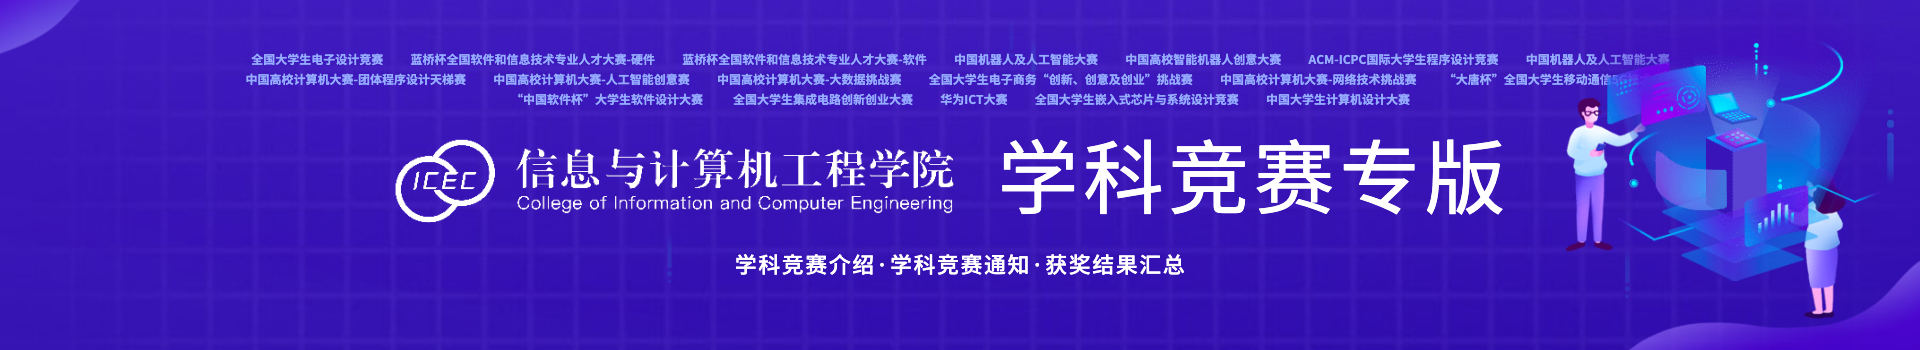 全国大学生电子设计竞赛 蓝桥杯全国软件和信息技术专业人才大赛-硬件 蓝桥杯全国软件和信息技术专业人才大赛-软件 中国机器人及人工智能大赛 中国高校智能机器人创意大赛 ACM-ICPC国际大学生程序设计竞赛 中国机器人及人工智能大赛
中国高校计算机大赛-团体程序设计天梯赛 中国高校计算机大赛-人工智能创意赛 中国高校计算机大赛-大数据挑战赛 全国大学生电子商务“创新、创意及创业”挑战赛 中国高校计算机大赛-网络技术挑战赛 “大唐杯”全国大学生移动通信
“中国软件杯”大学生软件设计大赛 全国大学生集成电路创新创业大赛 华为ICT大赛 全国大学生嵌入式芯片与系统设计竞赛 中国大学生计算机设计大赛
ICEC 信息与计算机工程学院 学科竞赛专版
College of Information and Computer Engineering
学科竞赛介绍·学科竞赛通知·获奖结果汇总